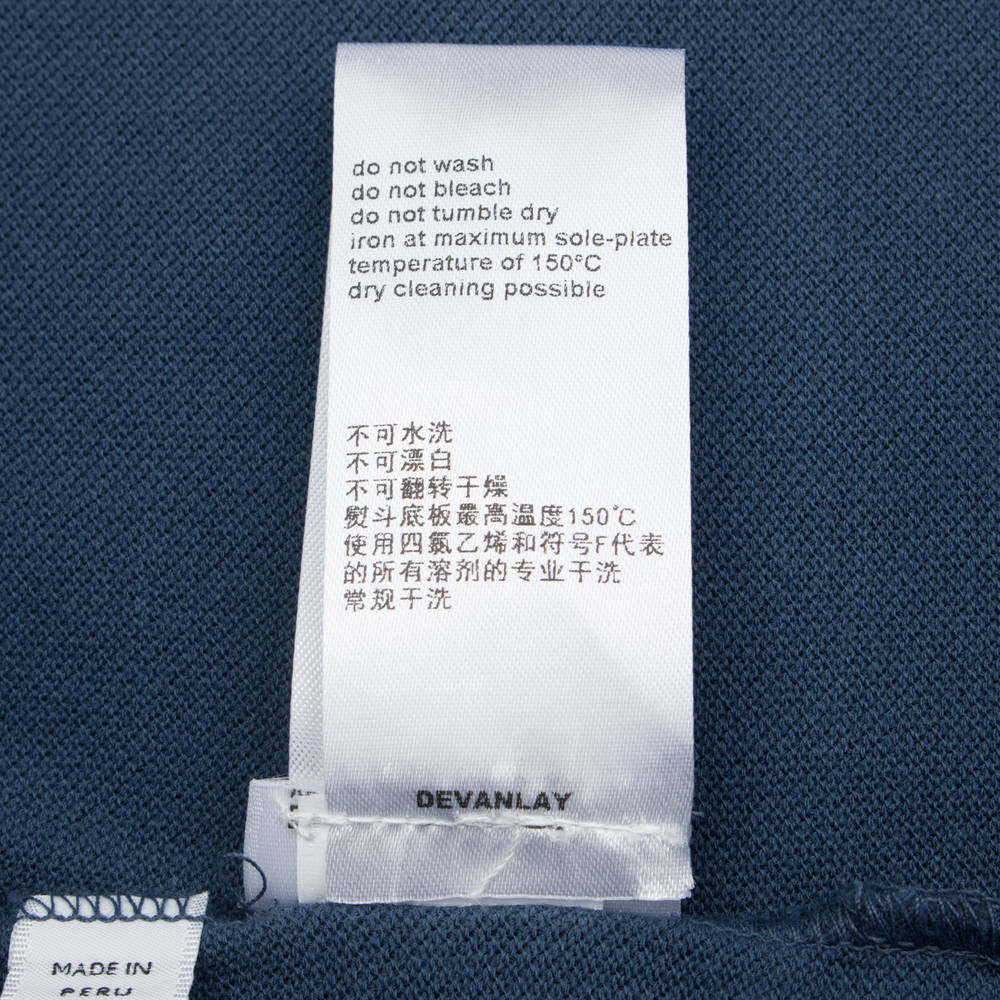 do not wash
do not bleach
do not tumble dry
iron at maximum sole-plate
temperature of 150°C
dry cleaning possible
不可水洗
不可漂白
不可翻转干燥
熨斗底板最高温度150℃
使用四氯乙烯和符号F代表
的所有溶剂的专业干洗
常规干洗
DEVANLAY
MADE IN
PERU